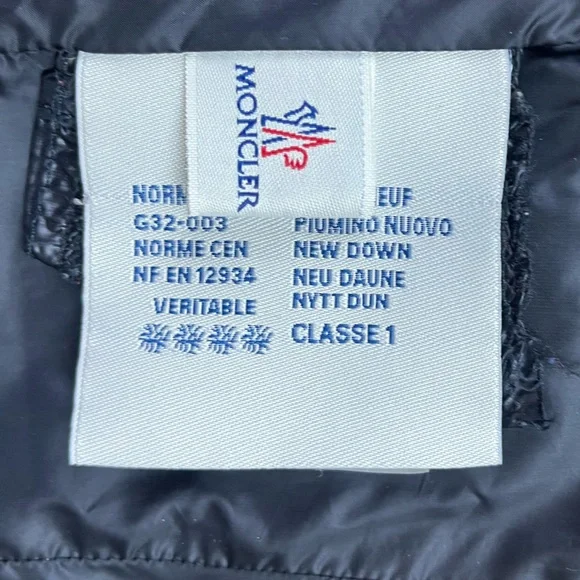 MONCLER
NORM
G32-003
NORME CEN
NF EN 12934
VERITABLE
EUF
PIUMINO NUOVO
NEW DOWN
NEU DAUNE
NYTT DUN
CLASSE 1